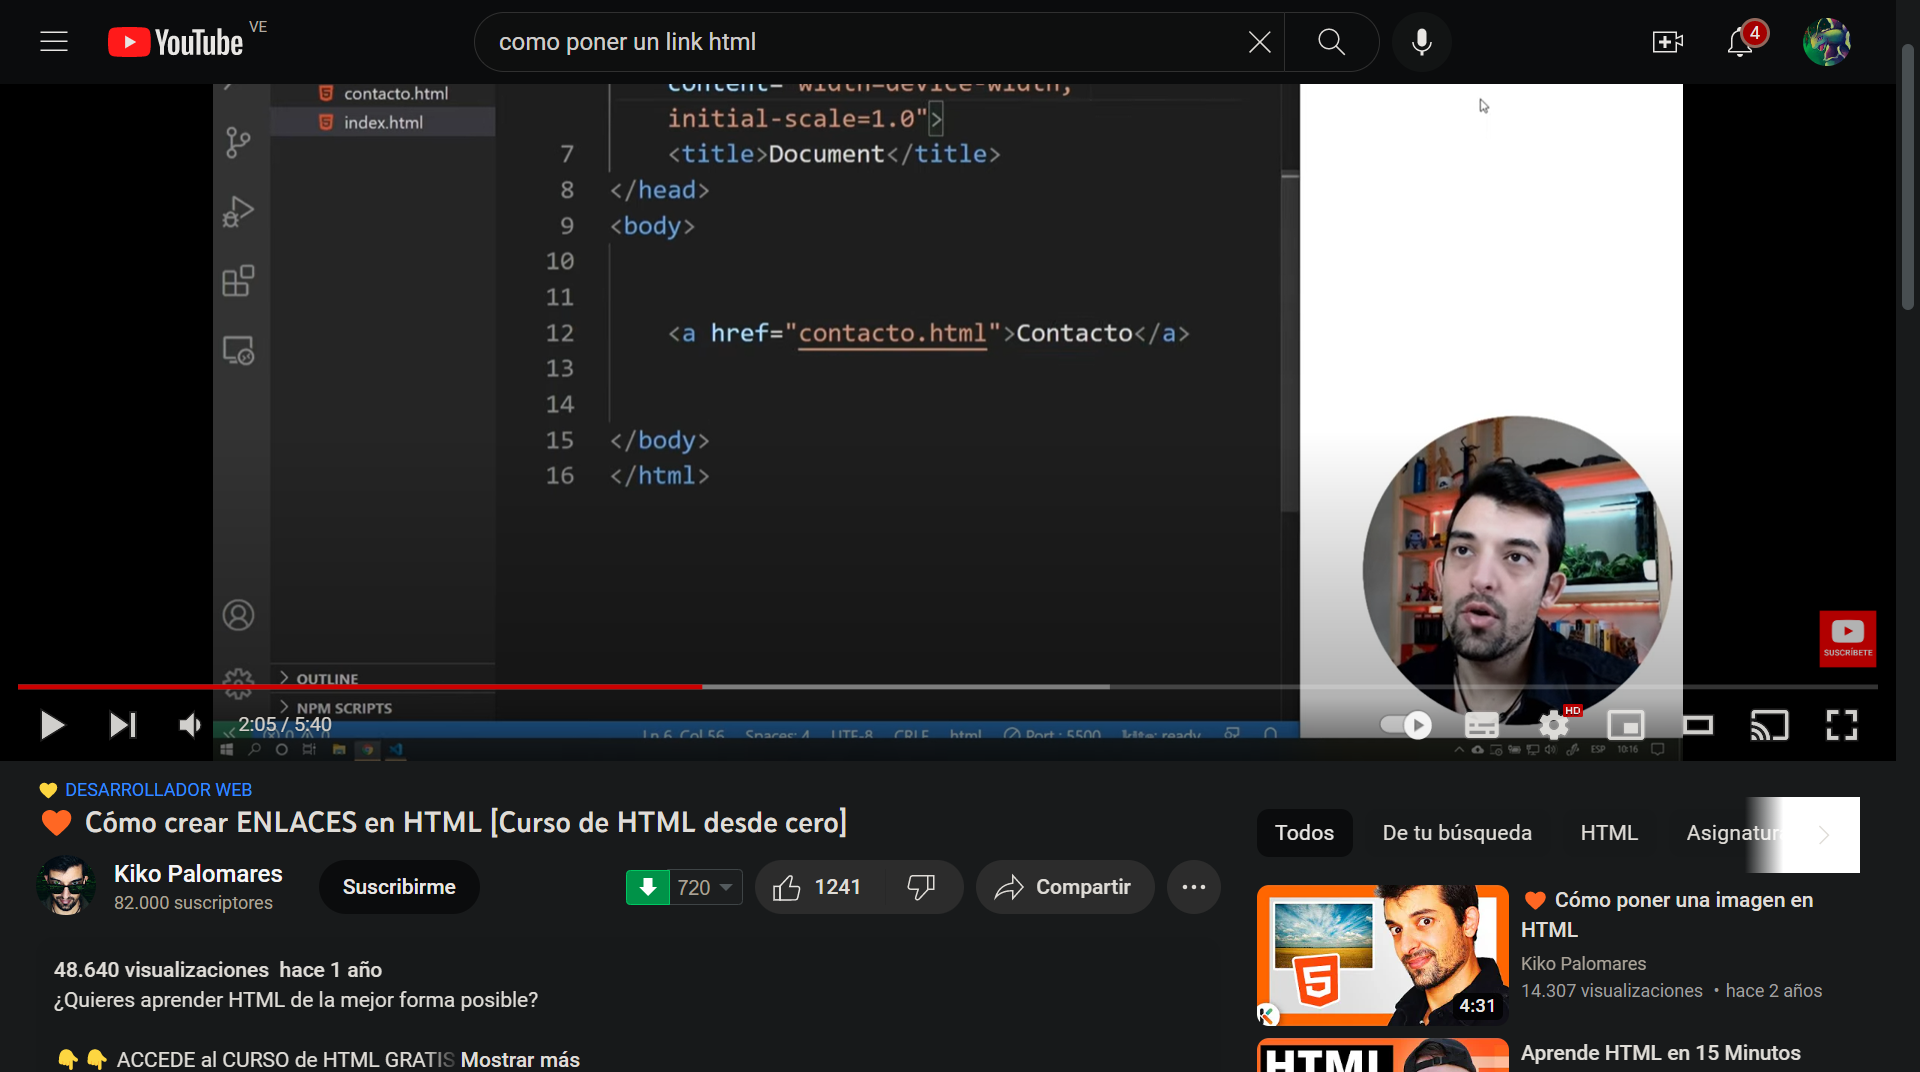 YouTube VE
como poner un link html
4
contacto.html
index.html
content="width=device-width,
initial-scale=1.0">
7 <title>Document</title>
8 </head>
9 <body>
10
11
12 <a href="contacto.html">Contacto</a>
13
14
15 </body>
16 </html>
OUTLINE
NPM SCRIPTS
SUSCRÍBETE
2:05 / 5:40
HD
Ln 6, Col 56 Spaces: 4 UTF-8 CRLF html Port : 5500 kite: ready
ESP 10:16
DESARROLLADOR WEB
Cómo crear ENLACES en HTML [Curso de HTML desde cero]
Kiko Palomares
82.000 suscriptores
Suscribirme
720
1241
Compartir
48.640 visualizaciones hace 1 año
¿Quieres aprender HTML de la mejor forma posible?
ACCEDE al CURSO de HTML GRATIS Mostrar más
Todos De tu búsqueda HTML Asignatur
Cómo poner una imagen en
HTML
Kiko Palomares
14.307 visualizaciones • hace 2 años
5
4:31
HTML
Aprende HTML en 15 Minutos